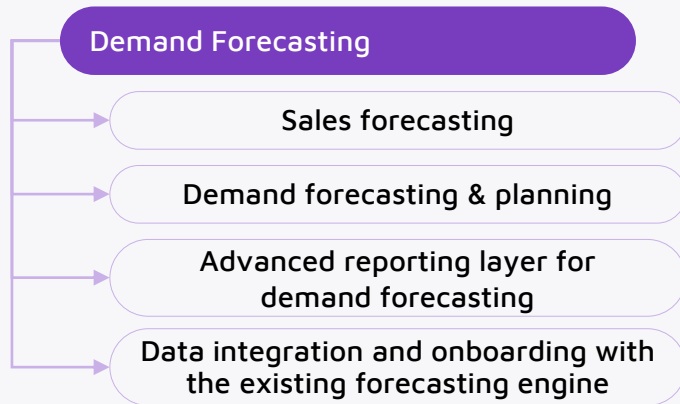 Demand Forecasting
Sales forecasting
Demand forecasting & planning
Advanced reporting layer for
demand forecasting
Data integration and onboarding with
the existing forecasting engine